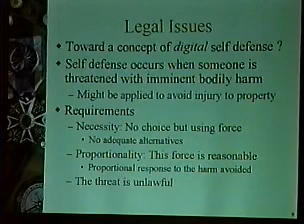 Legal Issues
• Toward a concept of digital self defense ?
• Self defense occurs when someone is
threatened with imminent bodily harm
– Might be applied to avoid injury to property
• Requirements
– Necessity: No choice but using force
• No adequate alternatives
– Proportionality: This force is reasonable
• Proportional response to the harm avoided
– The threat is unlawful